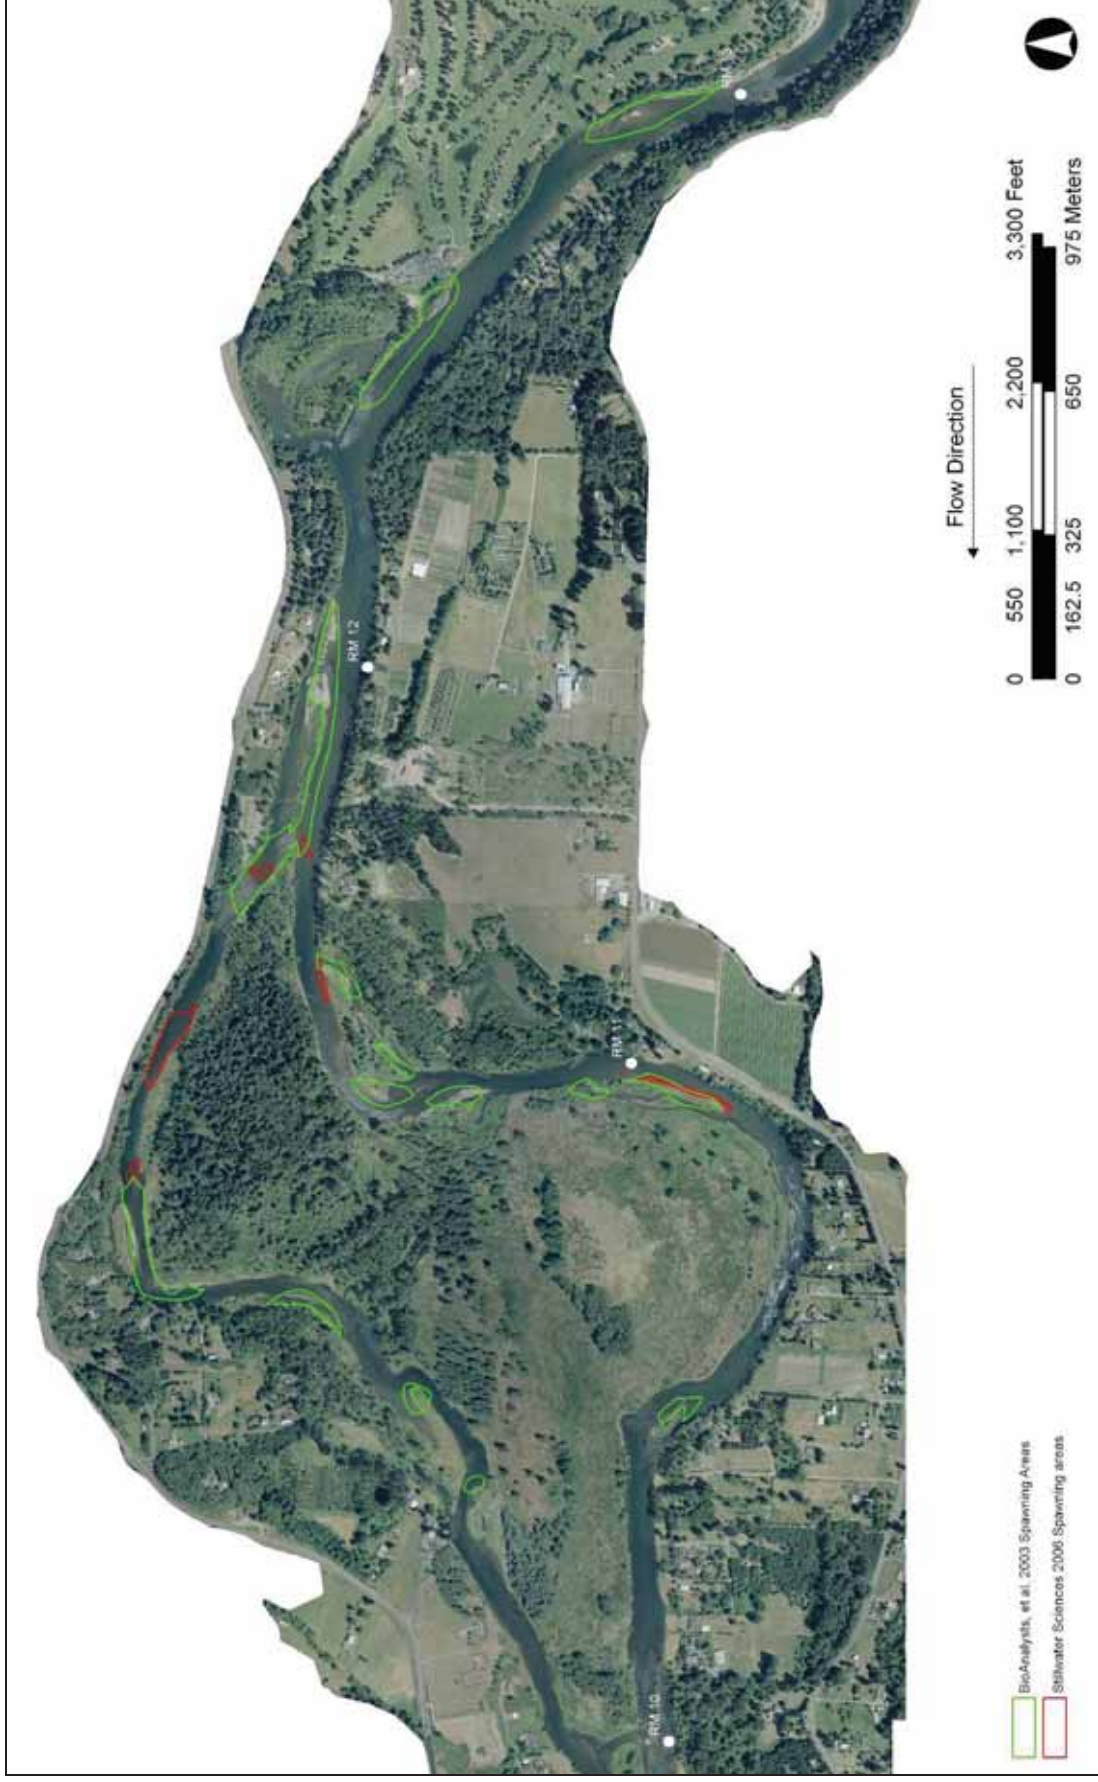 RM 13
RM 12
RM 11
RM 10
Flow Direction
0 550 1,100 2,200 3,300 Feet
0 162.5 325 650 975 Meters
BioAnalysts, et al. 2003 Spawning Areas
Stillwater Sciences 2006 Spawning areas